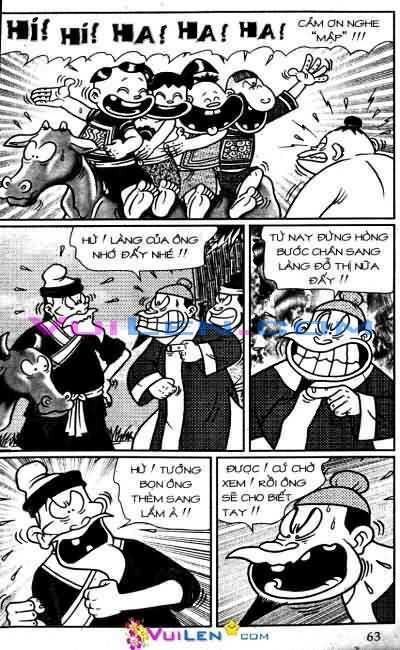 HÍ! HÍ! HA! HA! HA!
CẢM ƠN NGHE
"MẬP" !!!
HỪ ! LÀNG CỦA ÔNG
NHỚ ĐẤY NHÉ !!
TỪ NAY ĐỪNG HÒNG
BƯỚC CHÂN SANG
LÀNG ĐỒ THỊ NỮA
ĐẤY !!
VUILEN.COM
HỪ ! TƯỞNG
BỌN ÔNG
THÈM SANG
LẮM À !!
ĐƯỢC ! CỨ CHỜ
XEM ! RỒI ÔNG
SẼ CHO BIẾT
TAY !!
63
VUILEN.COM